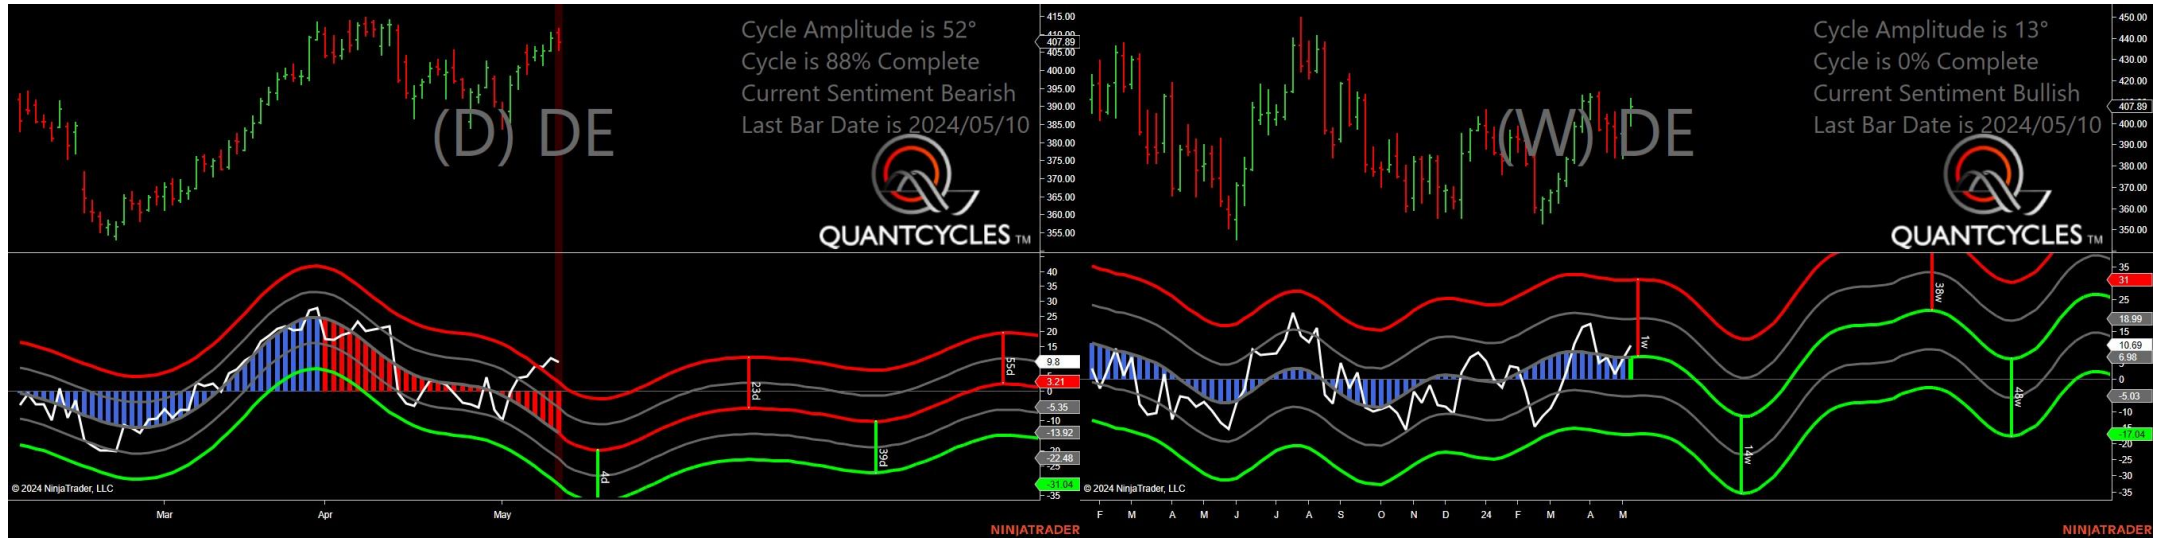 Cycle Amplitude is 52°
Cycle is 88% Complete
Current Sentiment Bearish
Last Bar Date is 2024/05/10
(D) DE
QUANTCYCLES TM
415.00
407.89
405.00
400.00
395.00
390.00
385.00
380.00
375.00
370.00
365.00
360.00
355.00
40
35
30
25
20
15
9.8
3.21
0
-5.35
-10
-13.92
-22.48
-25
-31.04
-35
4d
23d
39d
55d
© 2024 NinjaTrader, LLC
Mar
Apr
May
NINJATRADER
Cycle Amplitude is 13°
Cycle is 0% Complete
Current Sentiment Bullish
Last Bar Date is 2024/05/10
(W) DE
QUANTCYCLES TM
450.00
440.00
430.00
420.00
407.89
400.00
390.00
380.00
370.00
360.00
350.00
35
31
25
18.99
15
10.69
6.98
0
-5.03
-10
-17.04
-20
-25
-30
-35
1w
14w
38w
48w
© 2024 NinjaTrader, LLC
F M A M J J A S O N D 24 F M A M
NINJATRADER